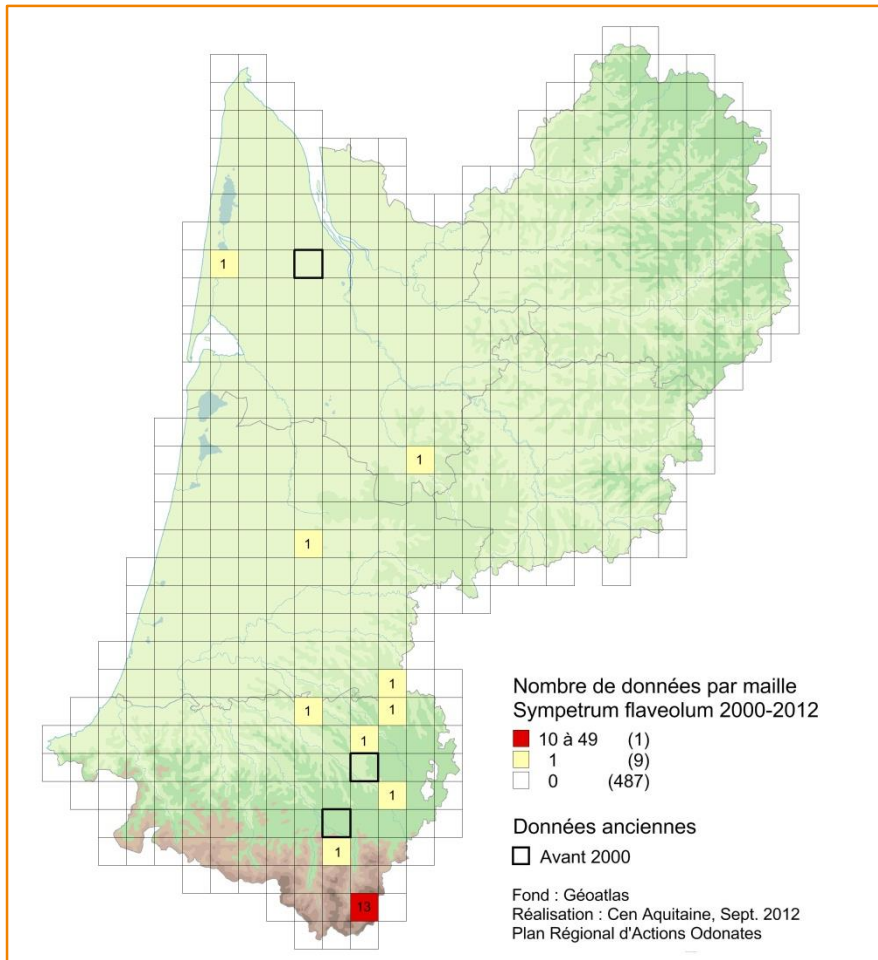 1
1
1
1
1
1
1
1
1
13
Nombre de données par maille
Sympetrum flaveolum 2000-2012
10 à 49 (1)
1 (9)
0 (487)
Données anciennes
Avant 2000
Fond : Géoatlas
Réalisation : Cen Aquitaine, Sept. 2012
Plan Régional d'Actions Odonates